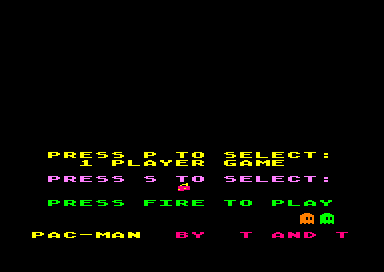 PRESS P TO SELECT:
1 PLAYER GAME
PRESS S TO SELECT:
PRESS FIRE TO PLAY
PAC-MAN BY T AND T